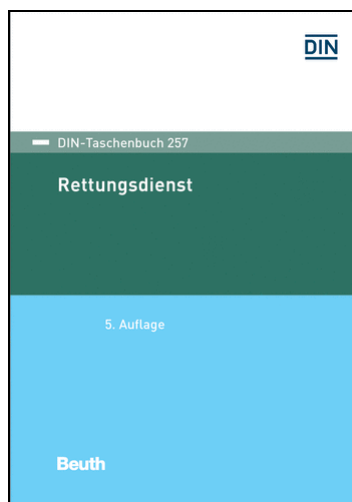 DIN
DIN-Taschenbuch 257
Rettungsdienst
5. Auflage
Beuth